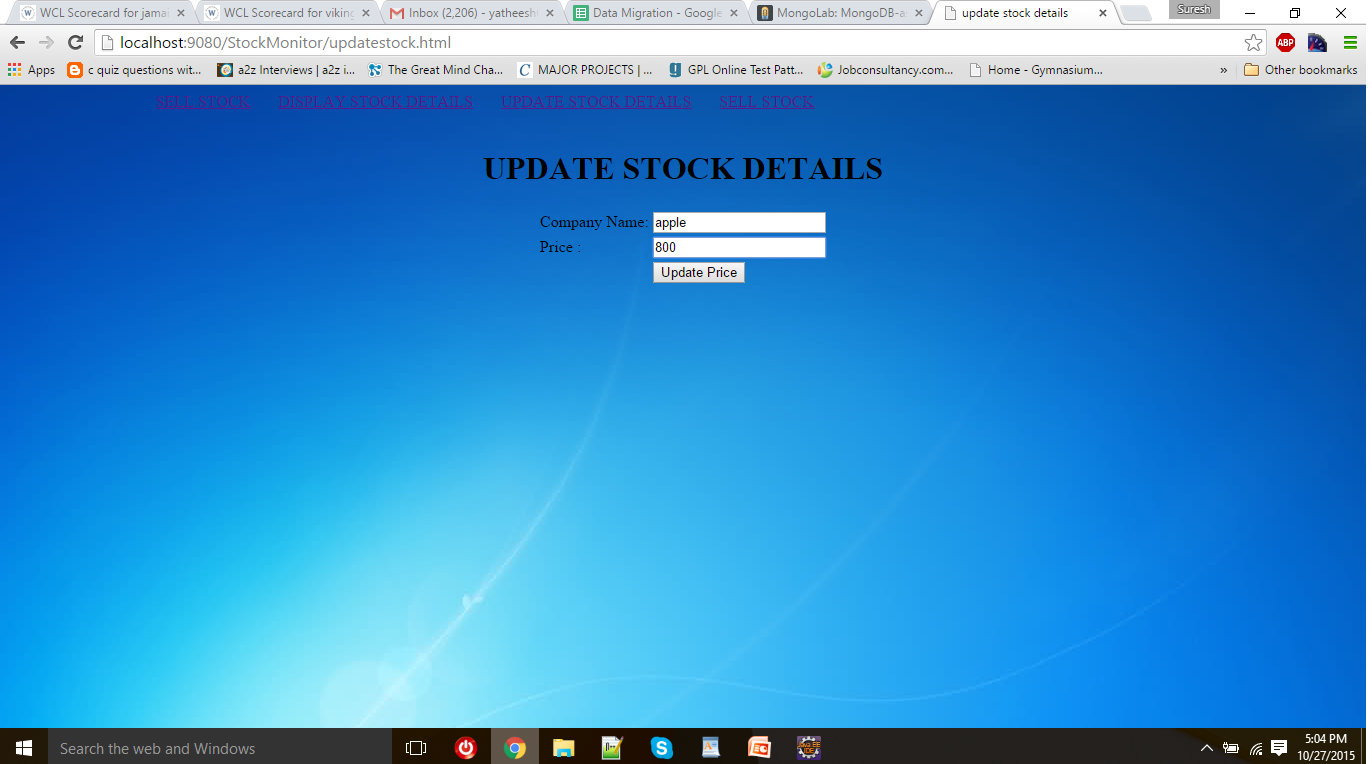 WCL Scorecard for jama WCL Scorecard for viking Inbox (2,206) - yatheesh Data Migration - Google MongoLab: MongoDB-a update stock details Suresh
localhost:9080/StockMonitor/updatestock.html ABP
Apps c quiz questions wit... a2z Interviews | a2z i... The Great Mind Cha... MAJOR PROJECTS | ... GPL Online Test Patt... Jobconsultancy.com... Home - Gymnasium... » Other bookmarks
SELL STOCK DISPLAY STOCK DETAILS UPDATE STOCK DETAILS SELL STOCK
UPDATE STOCK DETAILS
Company Name: apple
Price : 800
Update Price
Search the web and Windows
Java EE
IDE
5:04 PM
10/27/2015